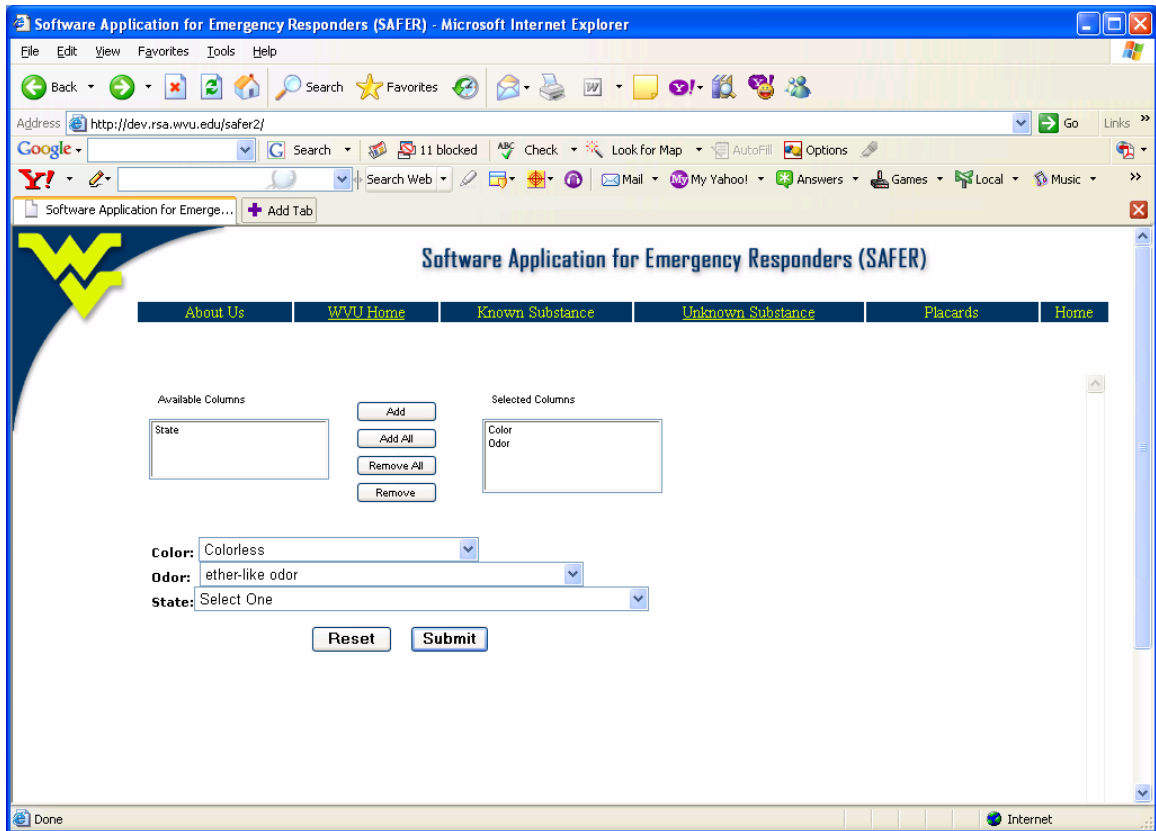 Software Application for Emergency Responders (SAFER) - Microsoft Internet Explorer
File Edit View Favorites Tools Help
Back Search Favorites W Y!
Address http://dev.rsa.wvu.edu/safer2/ Go Links »
Google G Search 11 blocked ABC Check Look for Map AutoFill Options
Y! Search Web Mail My My Yahoo! Answers Games Local Music »
Software Application for Emerge... Add Tab
WV
Software Application for Emergency Responders (SAFER)
About Us WVU Home Known Substance Unknown Substance Placards Home
Available Columns Selected Columns
Add
State Color
Add All Odor
Remove All
Remove
Color: Colorless
Odor: ether-like odor
State: Select One
Reset Submit
Done Internet